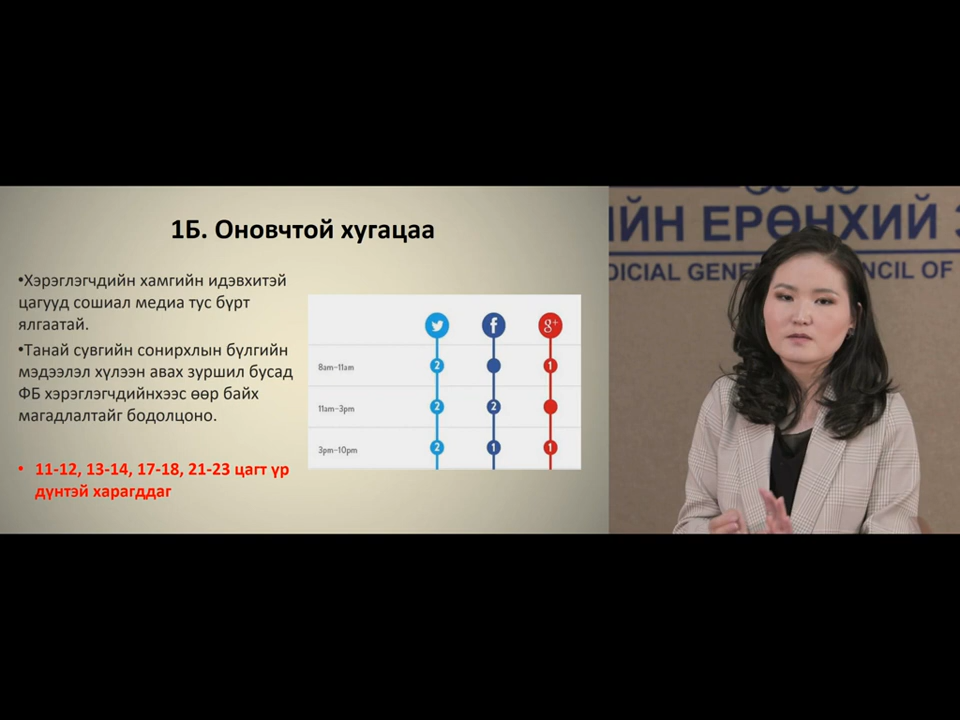 1Б. Оновчтой хугацаа
•Хэрэглэгчдийн хамгийн идэвхитэй
цагууд сошиал медиа тус бүрт
ялгаатай.
•Танай сувгийн сонирхлын бүлгийн
мэдээлэл хүлээн авах зуршил бусад
ФБ хэрэглэгчдийнхээс өөр байх
магадлалтайг бодолцоно.
• 11-12, 13-14, 17-18, 21-23 цагт үр
дүнтэй харагддаг
f g+
8am-11am 2 1
11am-3pm 2 2
3pm-10pm 2 1 1
ИЙН ЕРӨНХИЙ
DICIAL GENE NCIL OF